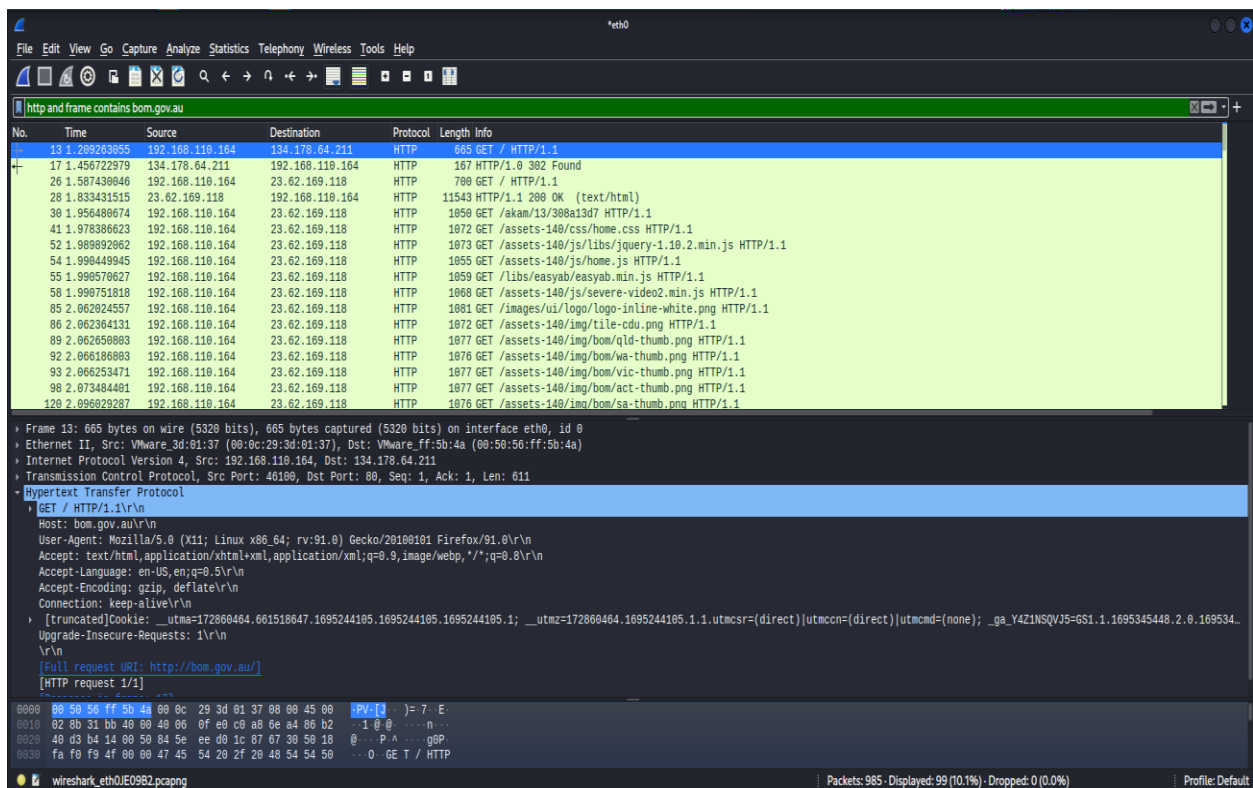 *eth0
File Edit View Go Capture Analyze Statistics Telephony Wireless Tools Help
http and frame contains bom.gov.au
No. Time Source Destination Protocol Length Info
13 1.209263055 192.168.110.164 134.178.64.211 HTTP 665 GET / HTTP/1.1
17 1.456722979 134.178.64.211 192.168.110.164 HTTP 167 HTTP/1.0 302 Found
26 1.587430046 192.168.110.164 23.62.169.118 HTTP 700 GET / HTTP/1.1
28 1.833431515 23.62.169.118 192.168.110.164 HTTP 11543 HTTP/1.1 200 OK (text/html)
30 1.956480674 192.168.110.164 23.62.169.118 HTTP 1050 GET /akam/13/308a13d7 HTTP/1.1
41 1.978386623 192.168.110.164 23.62.169.118 HTTP 1072 GET /assets-140/css/home.css HTTP/1.1
52 1.989892062 192.168.110.164 23.62.169.118 HTTP 1073 GET /assets-140/js/libs/jquery-1.10.2.min.js HTTP/1.1
54 1.990449945 192.168.110.164 23.62.169.118 HTTP 1055 GET /assets-140/js/home.js HTTP/1.1
55 1.990570627 192.168.110.164 23.62.169.118 HTTP 1059 GET /libs/easyab/easyab.min.js HTTP/1.1
58 1.990751818 192.168.110.164 23.62.169.118 HTTP 1068 GET /assets-140/js/severe-video2.min.js HTTP/1.1
85 2.062024557 192.168.110.164 23.62.169.118 HTTP 1081 GET /images/ui/logo/logo-inline-white.png HTTP/1.1
86 2.062364131 192.168.110.164 23.62.169.118 HTTP 1072 GET /assets-140/img/tile-cdu.png HTTP/1.1
89 2.062650803 192.168.110.164 23.62.169.118 HTTP 1077 GET /assets-140/img/bom/qld-thumb.png HTTP/1.1
92 2.066186803 192.168.110.164 23.62.169.118 HTTP 1076 GET /assets-140/img/bom/wa-thumb.png HTTP/1.1
93 2.066253471 192.168.110.164 23.62.169.118 HTTP 1077 GET /assets-140/img/bom/vic-thumb.png HTTP/1.1
98 2.073484401 192.168.110.164 23.62.169.118 HTTP 1077 GET /assets-140/img/bom/act-thumb.png HTTP/1.1
120 2.096029287 192.168.110.164 23.62.169.118 HTTP 1076 GET /assets-140/img/bom/sa-thumb.png HTTP/1.1
Frame 13: 665 bytes on wire (5320 bits), 665 bytes captured (5320 bits) on interface eth0, id 0
Ethernet II, Src: VMware_3d:01:37 (00:0c:29:3d:01:37), Dst: VMware_ff:5b:4a (00:50:56:ff:5b:4a)
Internet Protocol Version 4, Src: 192.168.110.164, Dst: 134.178.64.211
Transmission Control Protocol, Src Port: 46100, Dst Port: 80, Seq: 1, Ack: 1, Len: 611
Hypertext Transfer Protocol
GET / HTTP/1.1\r\n
Host: bom.gov.au\r\n
User-Agent: Mozilla/5.0 (X11; Linux x86_64; rv:91.0) Gecko/20100101 Firefox/91.0\r\n
Accept: text/html,application/xhtml+xml,application/xml;q=0.9,image/webp,*/*;q=0.8\r\n
Accept-Language: en-US,en;q=0.5\r\n
Accept-Encoding: gzip, deflate\r\n
Connection: keep-alive\r\n
[truncated]Cookie: __utma=172860464.661518647.1695244105.1695244105.1695244105.1; __utmz=172860464.1695244105.1.1.utmcsr=(direct)|utmccn=(direct)|utmcmd=(none); _ga_Y4Z1NSQVJ5=GS1.1.1695345448.2.0.169534…
Upgrade-Insecure-Requests: 1\r\n
\r\n
[Full request URI: http://bom.gov.au/]
[HTTP request 1/1]
[Response in frame: 17]
0000 00 50 56 ff 5b 4a 00 0c 29 3d 01 37 08 00 45 00 ·PV·[J·· )=·7··E·
0010 02 8b 31 bb 40 00 40 06 0f e0 c0 a8 6e a4 86 b2 ··1·@·@· ····n···
0020 40 d3 b4 14 00 50 84 5e ee d0 1c 87 67 30 50 18 @····P·^ ····g0P·
0030 fa f0 f9 4f 00 00 47 45 54 20 2f 20 48 54 54 50 ···O··GE T / HTTP
wireshark_eth0JE09B2.pcapng Packets: 985 · Displayed: 99 (10.1%) · Dropped: 0 (0.0%) Profile: Default